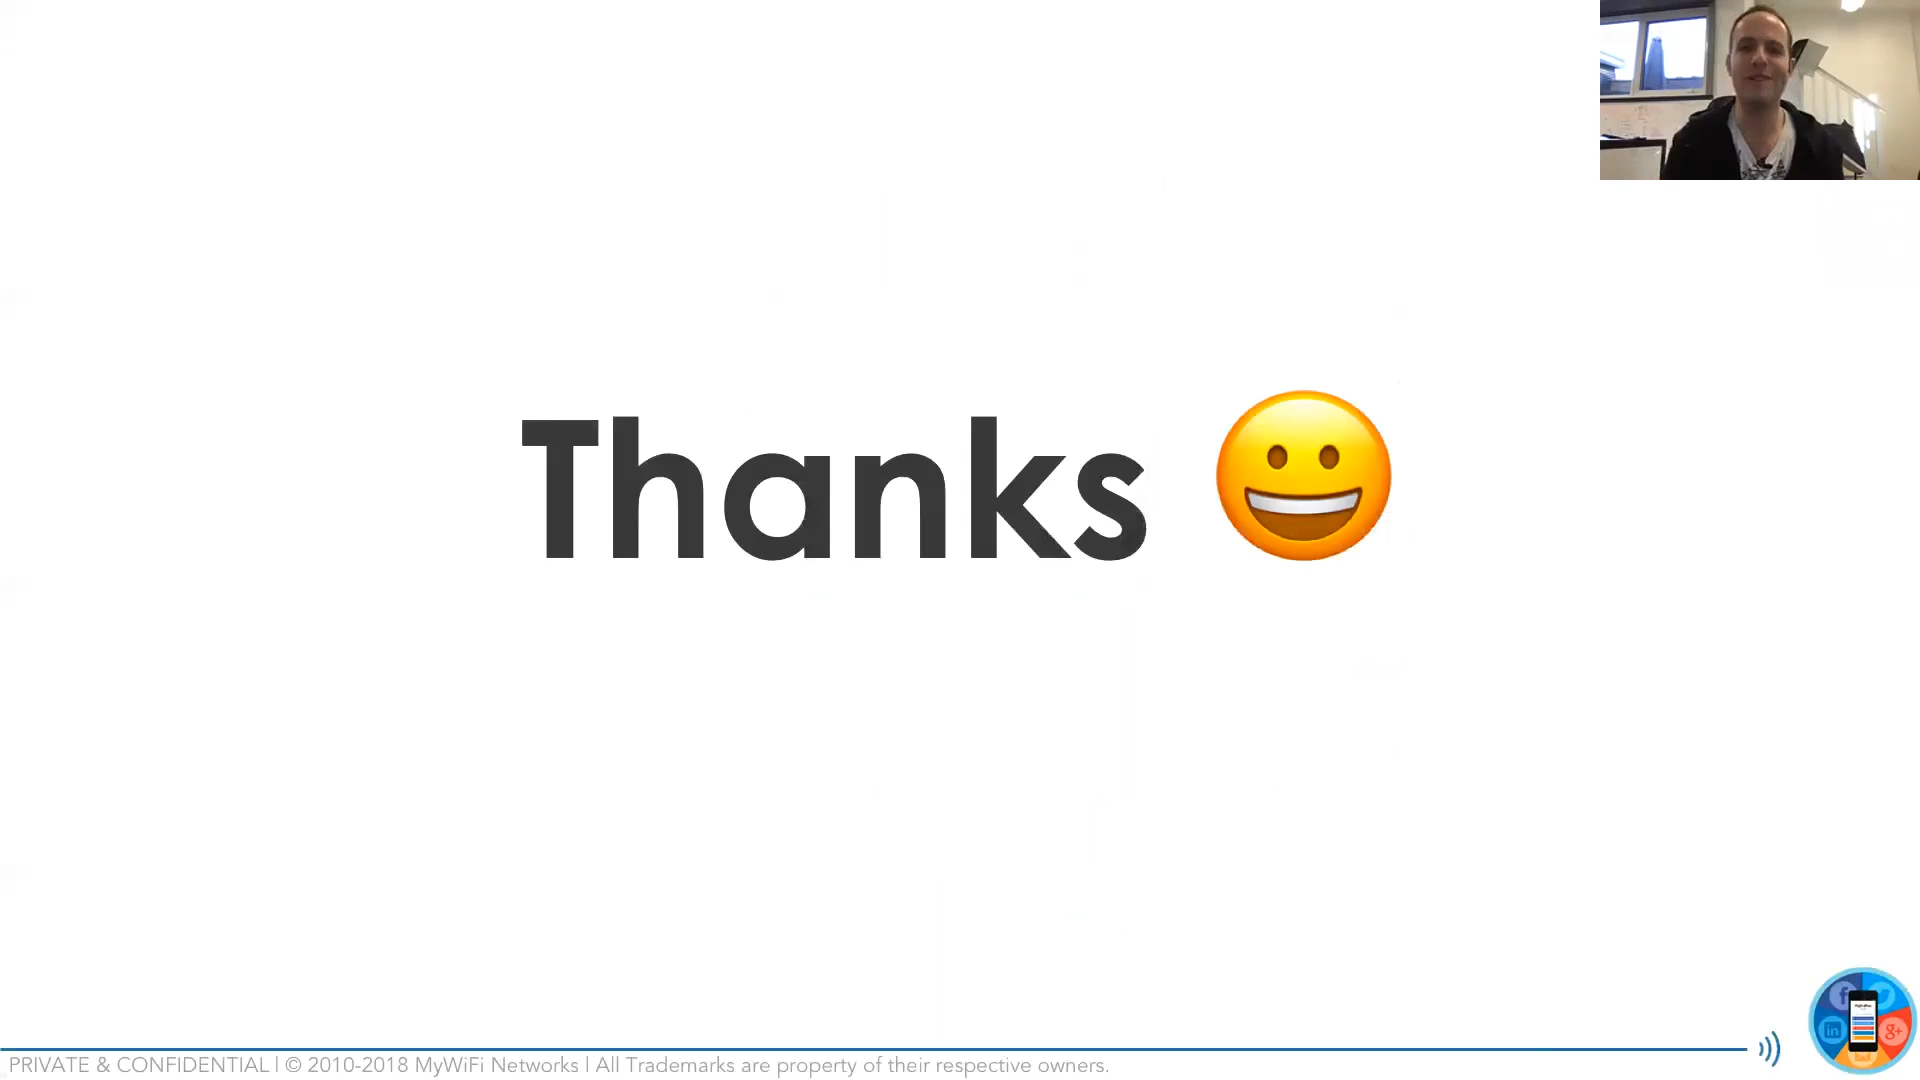 Thanks 😀
PRIVATE & CONFIDENTIAL | © 2010-2018 MyWiFi Networks | All Trademarks are property of their respective owners.